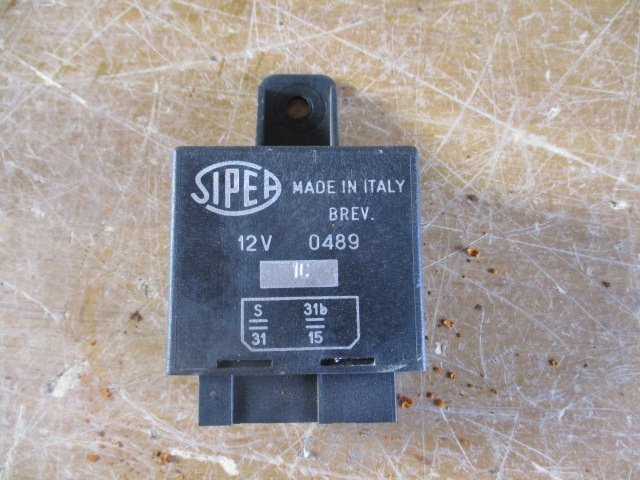 SIPEA
MADE IN ITALY
BREV.
12V 0489
IC
S 31b
31 15